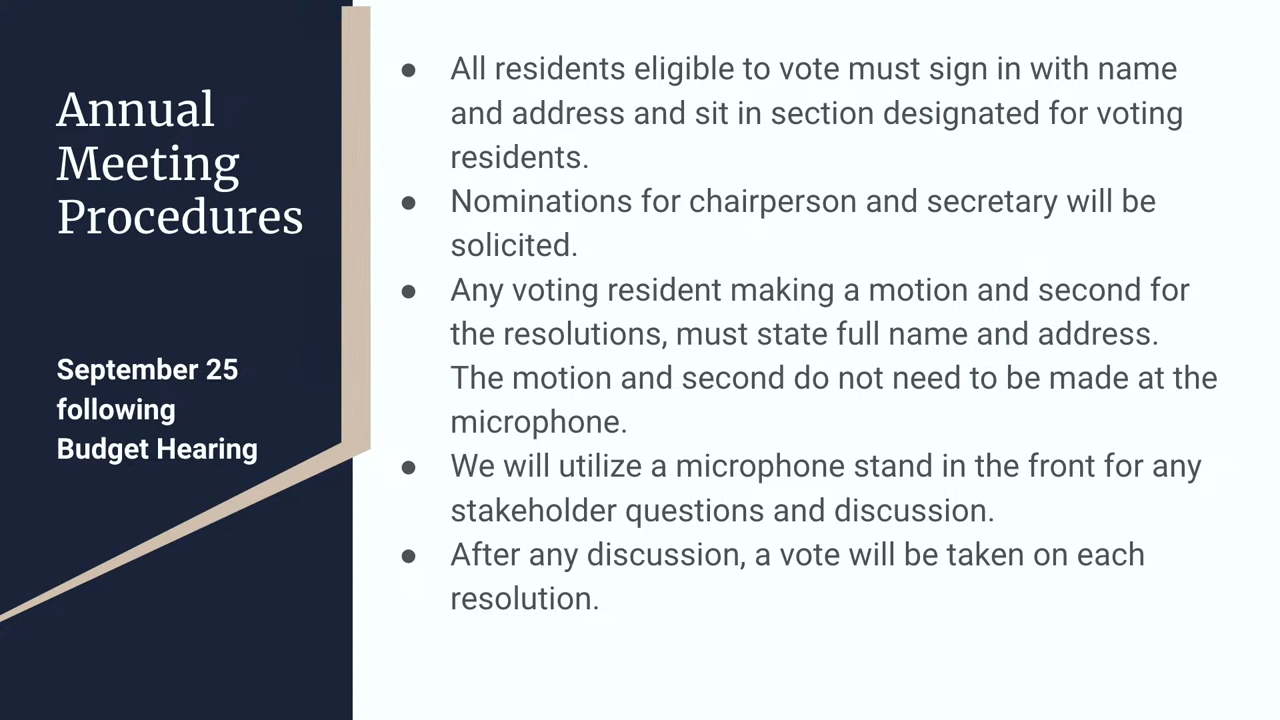 Annual
Meeting
Procedures
September 25
following
Budget Hearing
● All residents eligible to vote must sign in with name
and address and sit in section designated for voting
residents.
● Nominations for chairperson and secretary will be
solicited.
● Any voting resident making a motion and second for
the resolutions, must state full name and address.
The motion and second do not need to be made at the
microphone.
● We will utilize a microphone stand in the front for any
stakeholder questions and discussion.
● After any discussion, a vote will be taken on each
resolution.